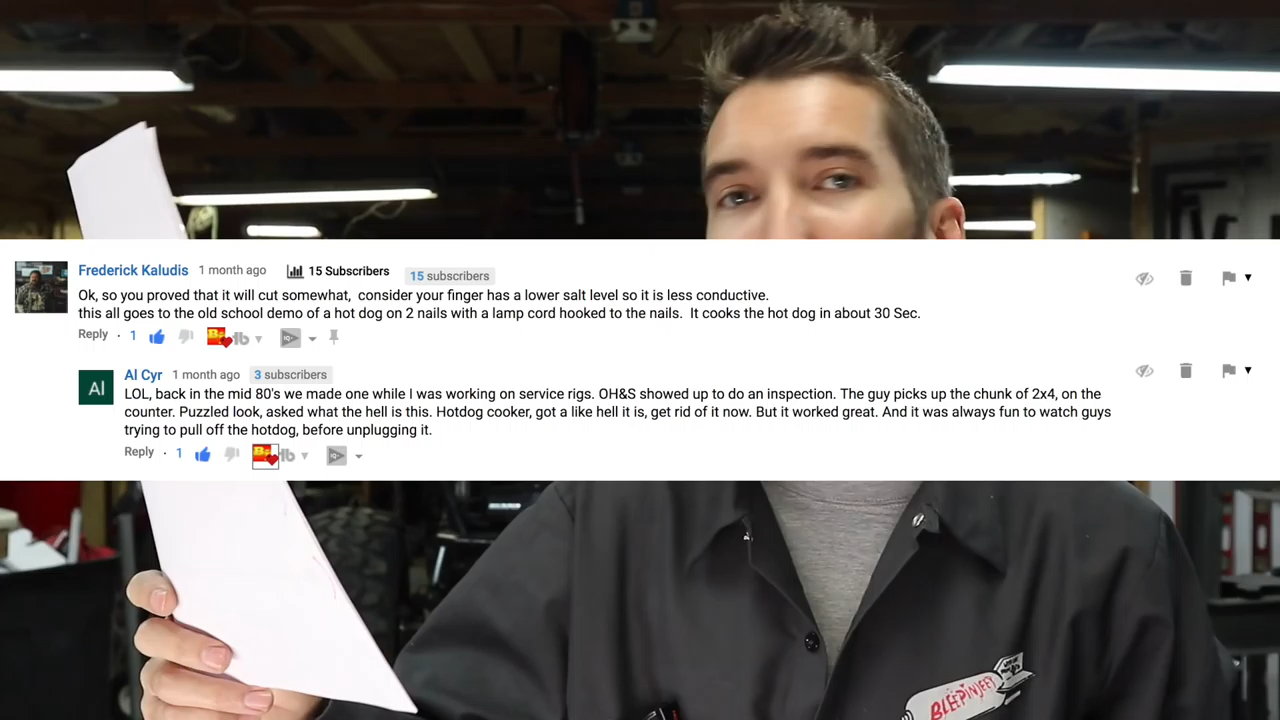 Frederick Kaludis 1 month ago 15 Subscribers 15 subscribers
Ok, so you proved that it will cut somewhat,  consider your finger has a lower salt level so it is less conductive.
this all goes to the old school demo of a hot dog on 2 nails with a lamp cord hooked to the nails.  It cooks the hot dog in about 30 Sec.
Reply · 1
Al
Al Cyr 1 month ago 3 subscribers
LOL, back in the mid 80's we made one while I was working on service rigs. OH&S showed up to do an inspection. The guy picks up the chunk of 2x4, on the
counter. Puzzled look, asked what the hell is this. Hotdog cooker, got a like hell it is, get rid of it now. But it worked great. And it was always fun to watch guys
trying to pull off the hotdog, before unplugging it.
Reply · 1
BLEEPINJEEP